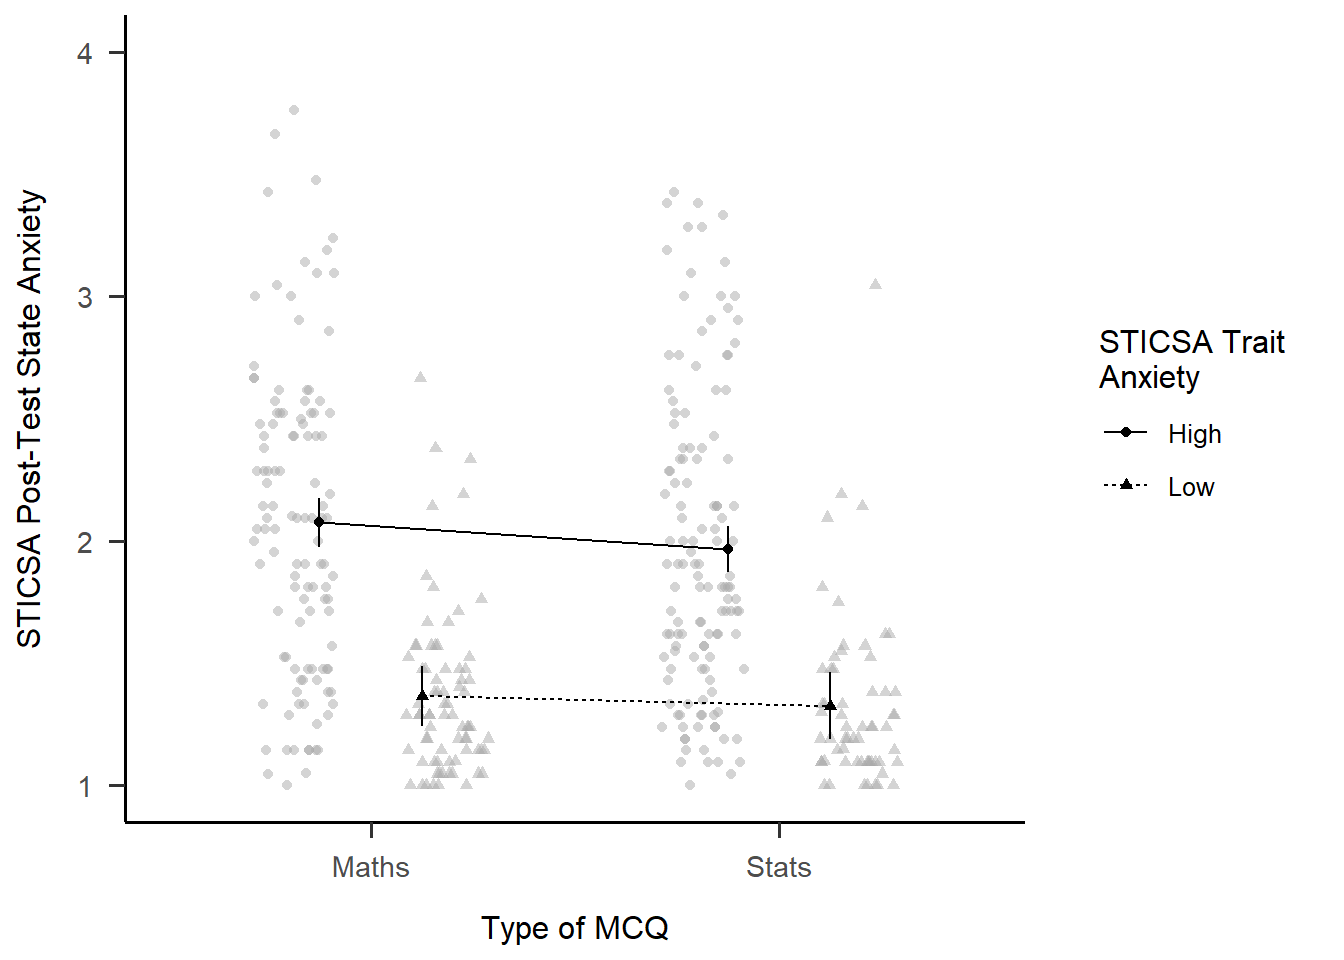 4
3
2
1
STICSA Post-Test State Anxiety
Maths
Stats
Type of MCQ
STICSA Trait
Anxiety
High
Low